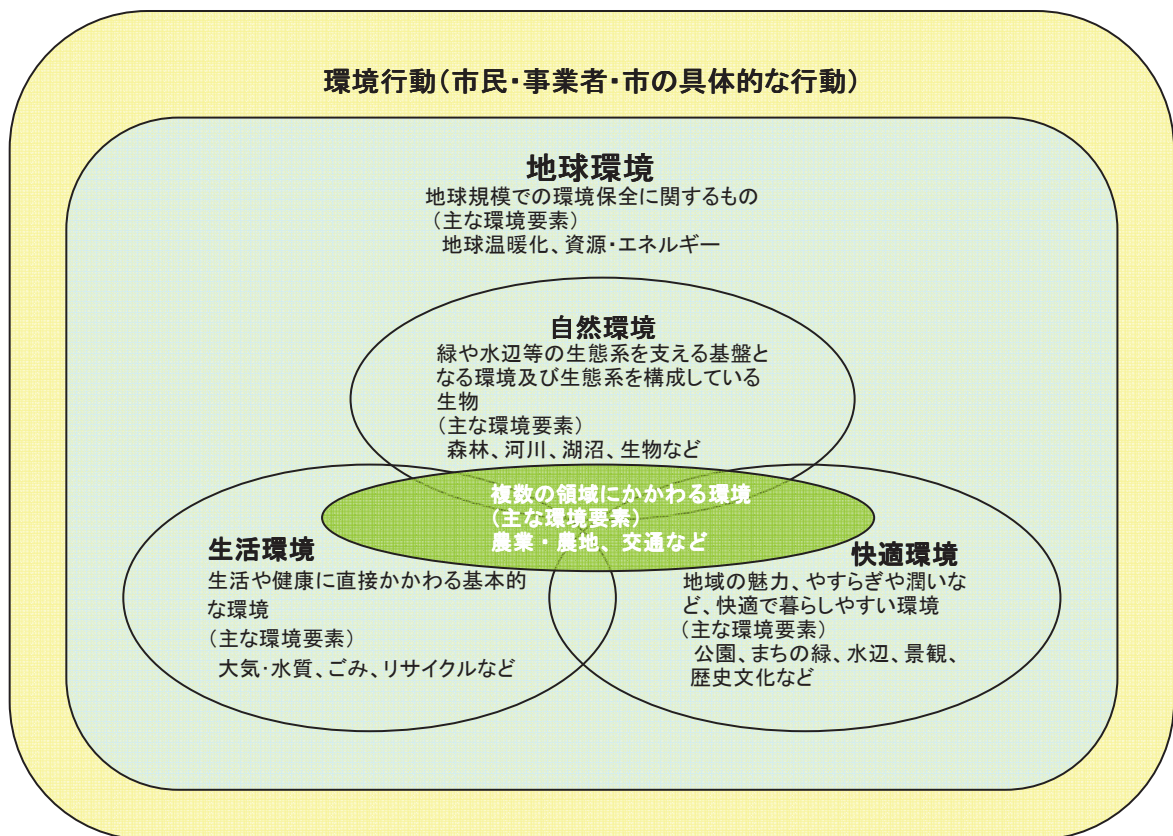 環境行動(市民・事業者・市の具体的な行動)
地球環境
地球規模での環境保全に関するもの
(主な環境要素)
地球温暖化、資源・エネルギー
自然環境
緑や水辺等の生態系を支える基盤と
なる環境及び生態系を構成している
生物
(主な環境要素)
森林、河川、湖沼、生物など
複数の領域にかかわる環境
(主な環境要素)
農業・農地、交通など
生活環境
生活や健康に直接かかわる基本的
な環境
(主な環境要素)
大気・水質、ごみ、リサイクルなど
快適環境
地域の魅力、やすらぎや潤いな
ど、快適で暮らしやすい環境
(主な環境要素)
公園、まちの緑、水辺、景観、
歴史文化など